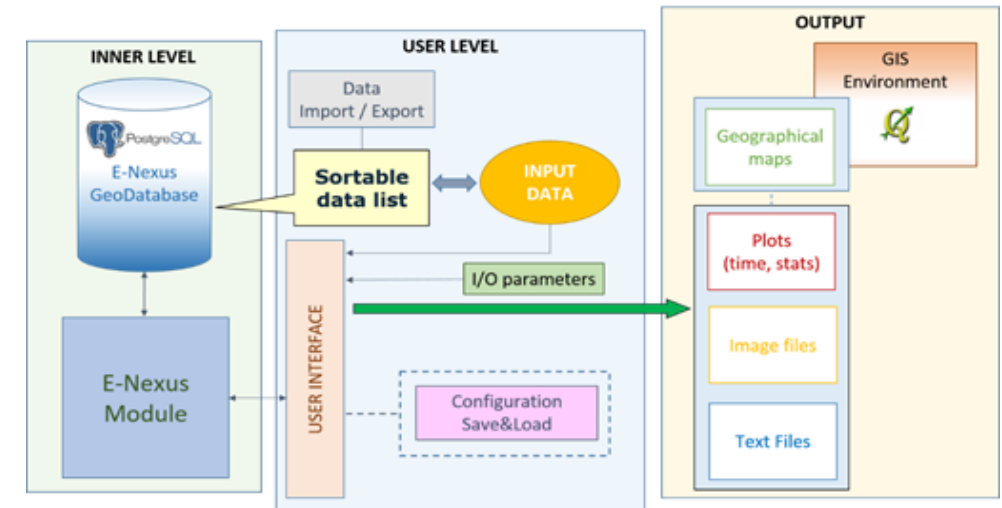 INNER LEVEL
PostgreSQL
E-Nexus
GeoDatabase
E-Nexus
Module
USER LEVEL
Data
Import / Export
Sortable
data list
INPUT
DATA
I/O parameters
USER INTERFACE
Configuration
Save&Load
OUTPUT
GIS
Environment
Geographical
maps
Plots
(time, stats)
Image files
Text Files